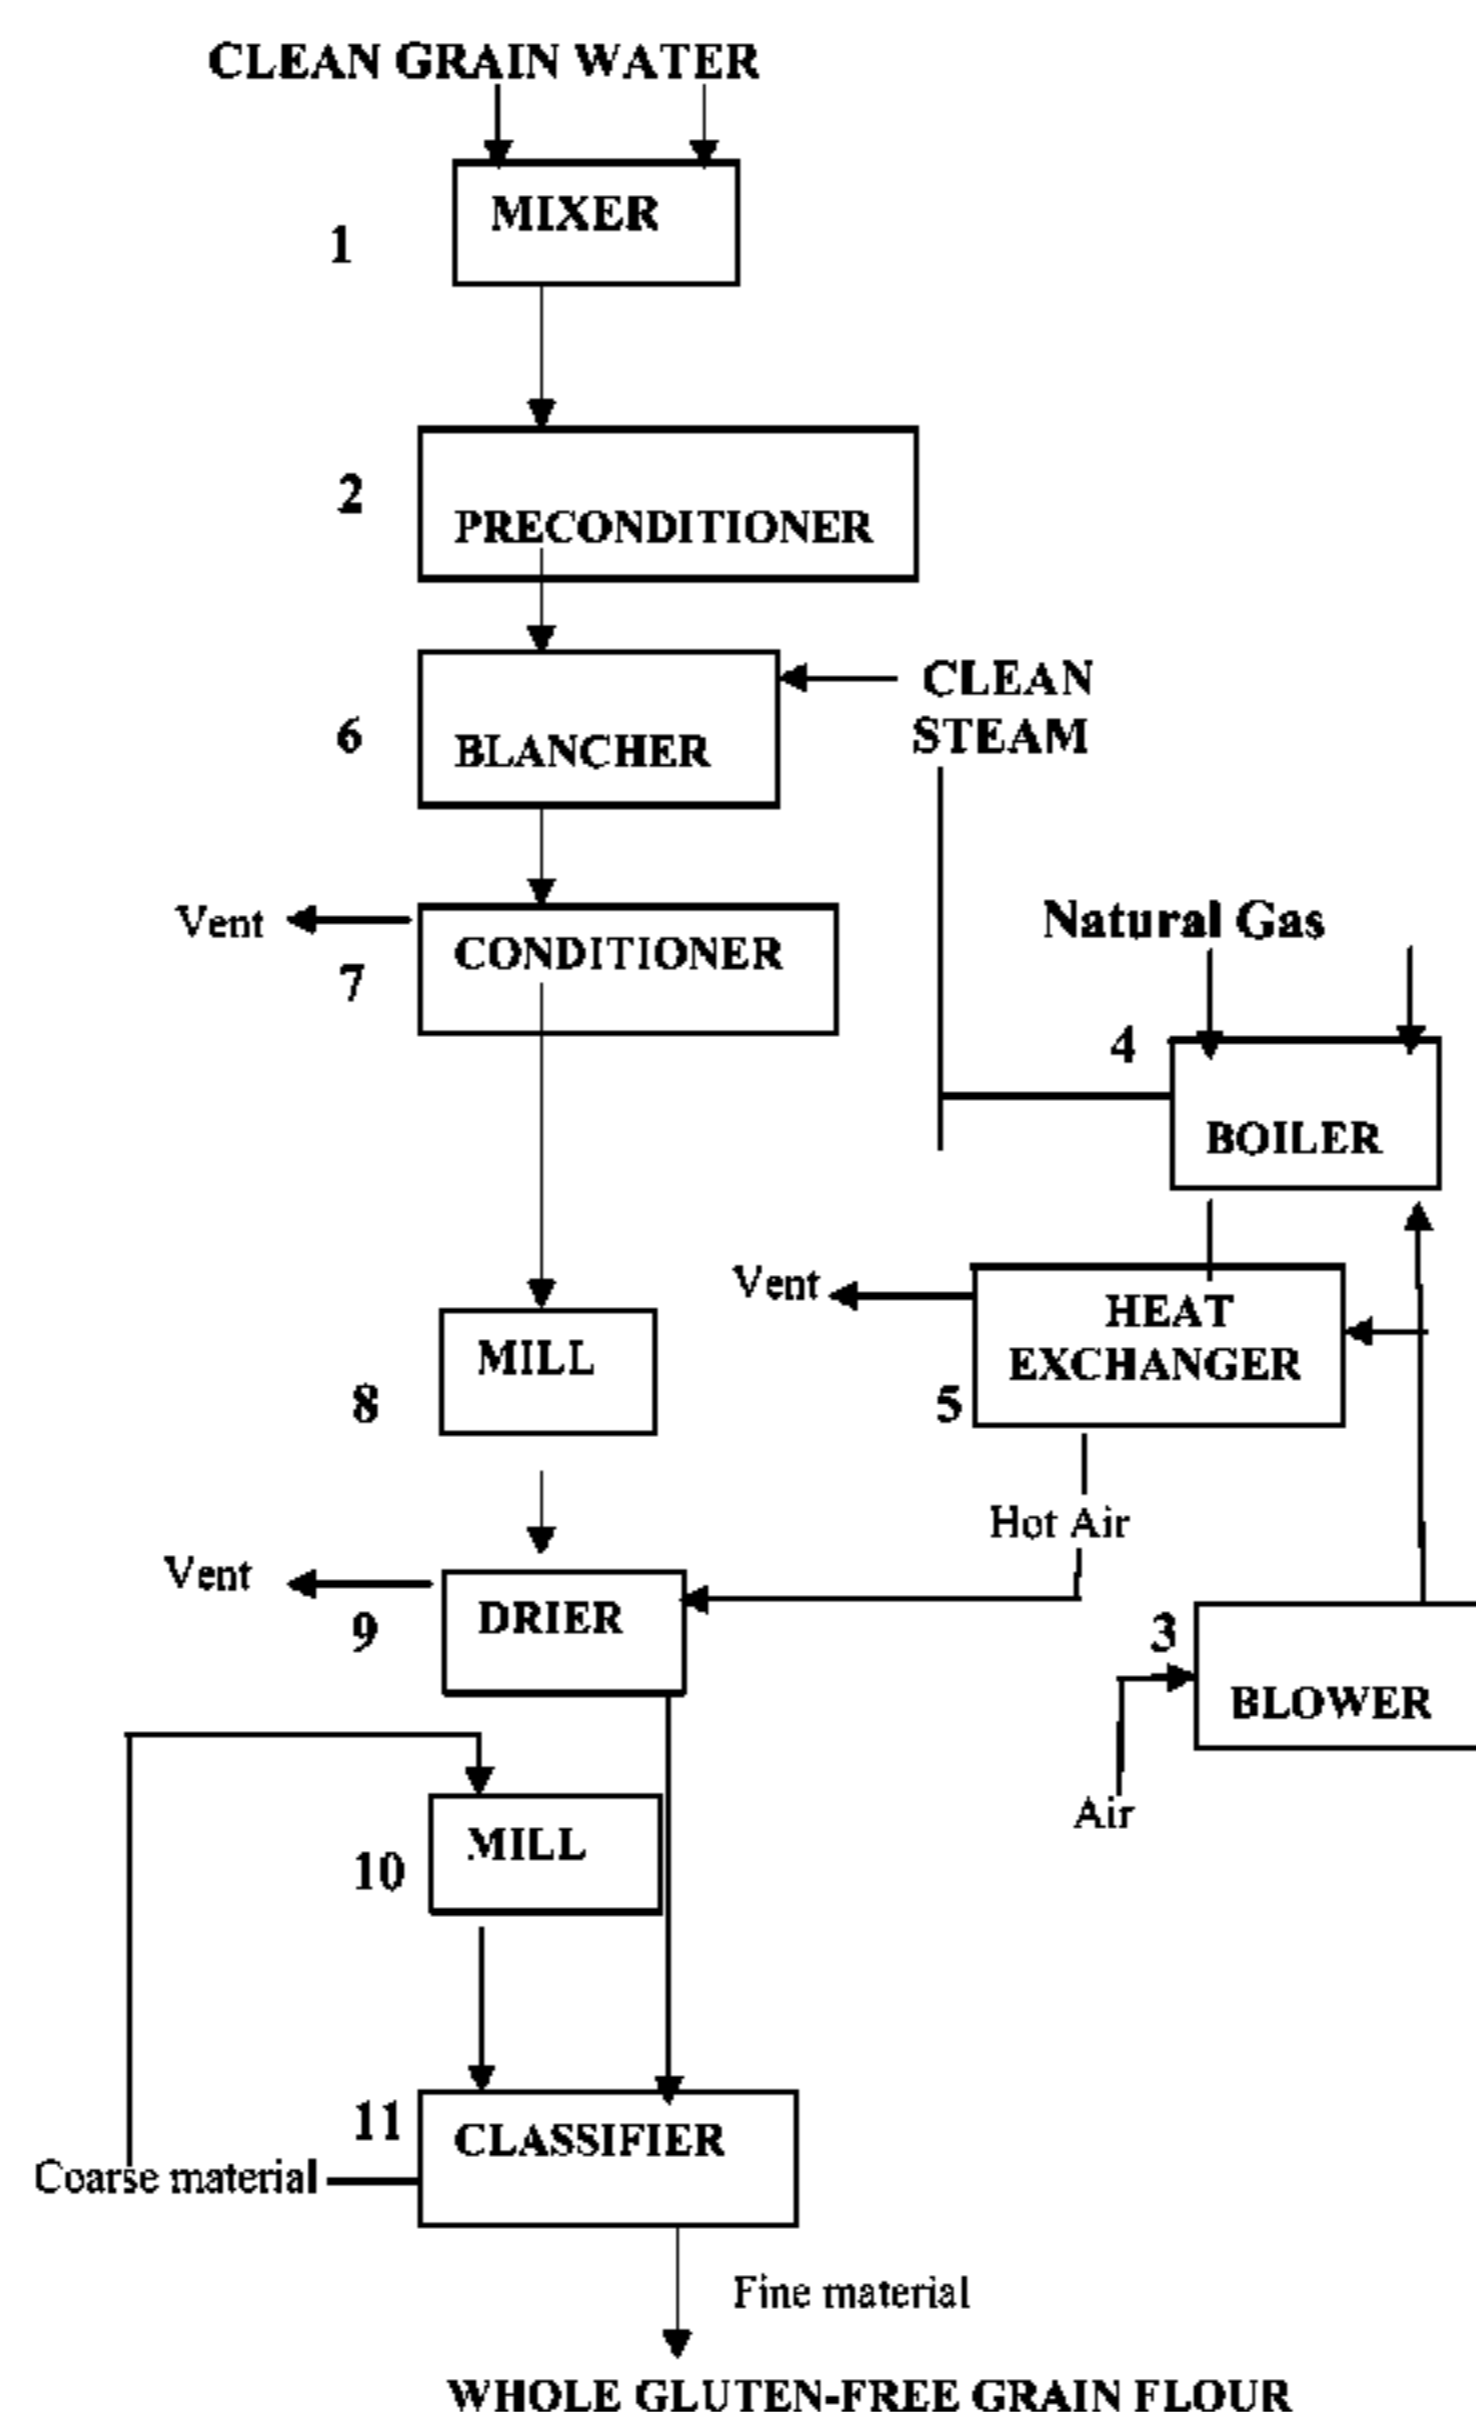 CLEAN GRAIN WATER
MIXER
1
2
PRECONDITIONER
CLEAN
STEAM
6
BLANCHER
Vent
CONDITIONER
7
Natural Gas
4
BOILER
Vent
HEAT
EXCHANGER
5
MILL
8
Hot Air
Vent
DRIER
9
3
BLOWER
Air
MILL
10
11
CLASSIFIER
Coarse material
Fine material
WHOLE GLUTEN-FREE GRAIN FLOUR